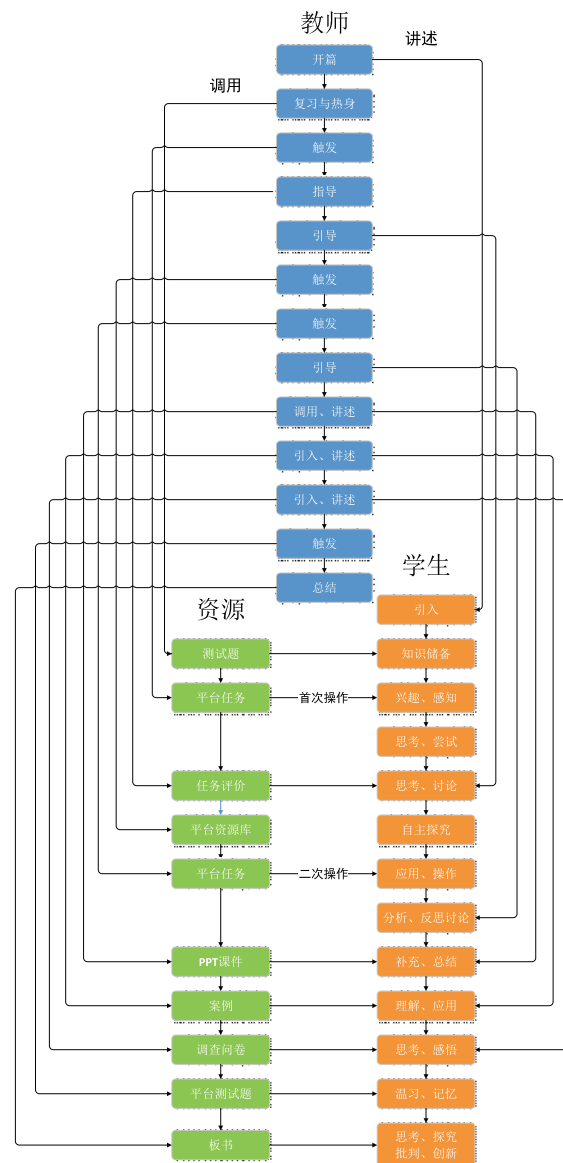 教师
讲述
开篇
调用
复习与热身
触发
指导
引导
触发
触发
引导
调用、讲述
引入、讲述
引入、讲述
触发
学生
总结
资源
引入
测试题
知识储备
平台任务
首次操作
兴趣、感知
思考、尝试
任务评价
思考、讨论
平台资源库
自主探究
平台任务
二次操作
应用、操作
分析、反思讨论
PPT课件
补充、总结
案例
理解、应用
调查问卷
思考、感悟
平台测试题
温习、记忆
板书
思考、探究
批判、创新